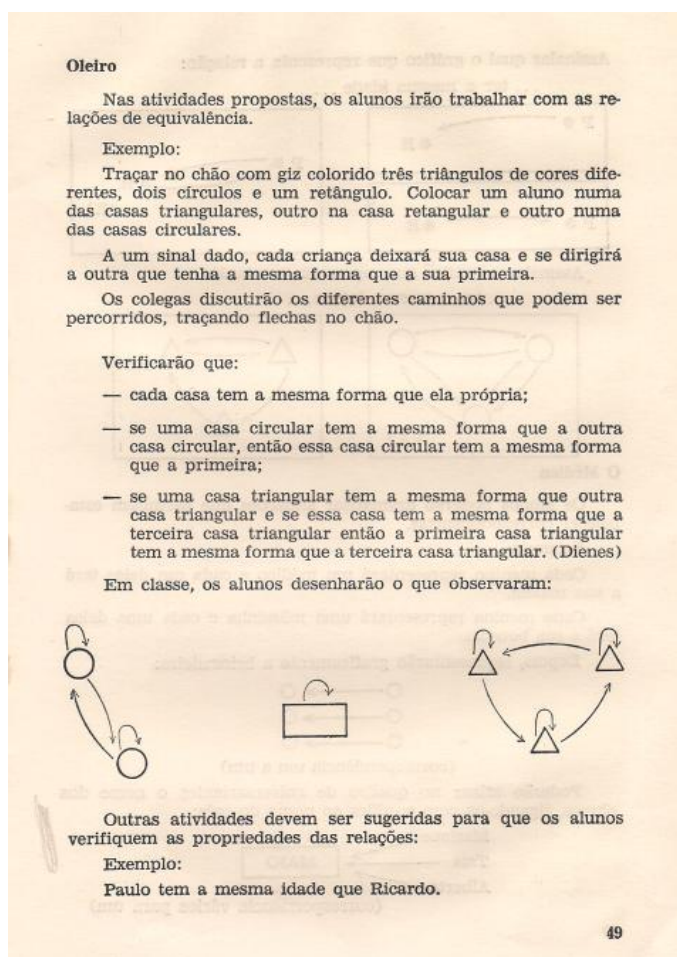 Oleiro
Nas atividades propostas, os alunos irão trabalhar com as re-
lações de equivalência.
Exemplo:
Traçar no chão com giz colorido três triângulos de cores dife-
rentes, dois círculos e um retângulo. Colocar um aluno numa
das casas triangulares, outro na casa retangular e outro numa
das casas circulares.
A um sinal dado, cada criança deixará sua casa e se dirigirá
a outra que tenha a mesma forma que a sua primeira.
Os colegas discutirão os diferentes caminhos que podem ser
percorridos, traçando flechas no chão.
Verificarão que:
— cada casa tem a mesma forma que ela própria;
— se uma casa circular tem a mesma forma que a outra
casa circular, então essa casa circular tem a mesma forma
que a primeira;
— se uma casa triangular tem a mesma forma que outra
casa triangular e se essa casa tem a mesma forma que a
terceira casa triangular então a primeira casa triangular
tem a mesma forma que a terceira casa triangular. (Dienes)
Em classe, os alunos desenharão o que observaram:
Outras atividades devem ser sugeridas para que os alunos
verifiquem as propriedades das relações:
Exemplo:
Paulo tem a mesma idade que Ricardo.
49